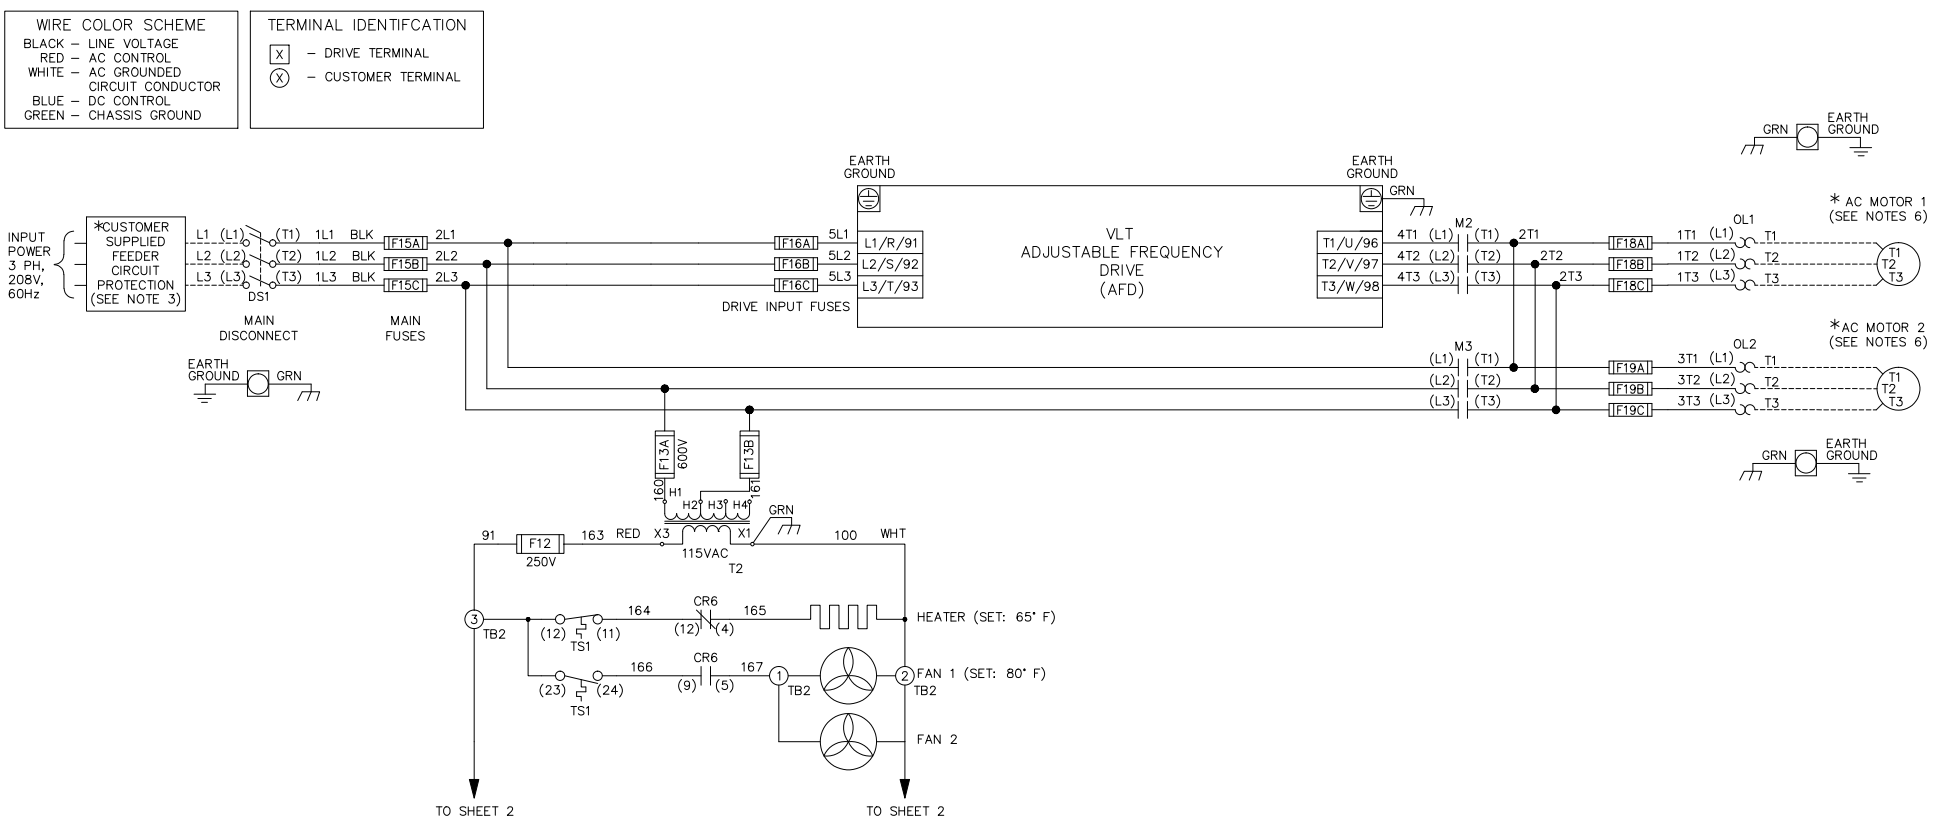 WIRE COLOR SCHEME
BLACK – LINE VOLTAGE
RED – AC CONTROL
WHITE – AC GROUNDED
CIRCUIT CONDUCTOR
BLUE – DC CONTROL
GREEN – CHASSIS GROUND
TERMINAL IDENTIFCATION
X – DRIVE TERMINAL
X – CUSTOMER TERMINAL
GRN
EARTH
GROUND
EARTH
GROUND
EARTH
GROUND
GRN
INPUT
POWER
3 PH,
208V,
60Hz
*CUSTOMER
SUPPLIED
FEEDER
CIRCUIT
PROTECTION
(SEE NOTE 3)
L1 (L1) (T1) 1L1 BLK F15A 2L1
L2 (L2) (T2) 1L2 BLK F15B 2L2
L3 (L3) (T3) 1L3 BLK F15C 2L3
DS1
MAIN
DISCONNECT
MAIN
FUSES
F16A 5L1 L1/R/91
F16B 5L2 L2/S/92
F16C 5L3 L3/T/93
DRIVE INPUT FUSES
VLT
ADJUSTABLE FREQUENCY
DRIVE
(AFD)
M2
T1/U/96 4T1 (L1) (T1) 2T1
T2/V/97 4T2 (L2) (T2) 2T2
T3/W/98 4T3 (L3) (T3) 2T3
OL1
F18A 1T1 (L1) T1
F18B 1T2 (L2) T2
F18C 1T3 (L3) T3
* AC MOTOR 1
(SEE NOTES 6)
T1
T2
T3
EARTH
GROUND
GRN
M3
(L1) (T1)
(L2) (T2)
(L3) (T3)
OL2
F19A 3T1 (L1) T1
F19B 3T2 (L2) T2
F19C 3T3 (L3) T3
* AC MOTOR 2
(SEE NOTES 6)
T1
T2
T3
GRN
EARTH
GROUND
F13A
600V
F13B
160
H1
H2
H3
H4
161
GRN
91 F12 163 RED X3
250V
X1 100 WHT
115VAC
T2
3
TB2
(12) (11)
TS1
164
CR6
(12) (4)
165
HEATER (SET: 65° F)
(23) (24)
TS1
166
CR6
(9) (5)
167
1
TB2
2
TB2
FAN 1 (SET: 80° F)
FAN 2
TO SHEET 2
TO SHEET 2